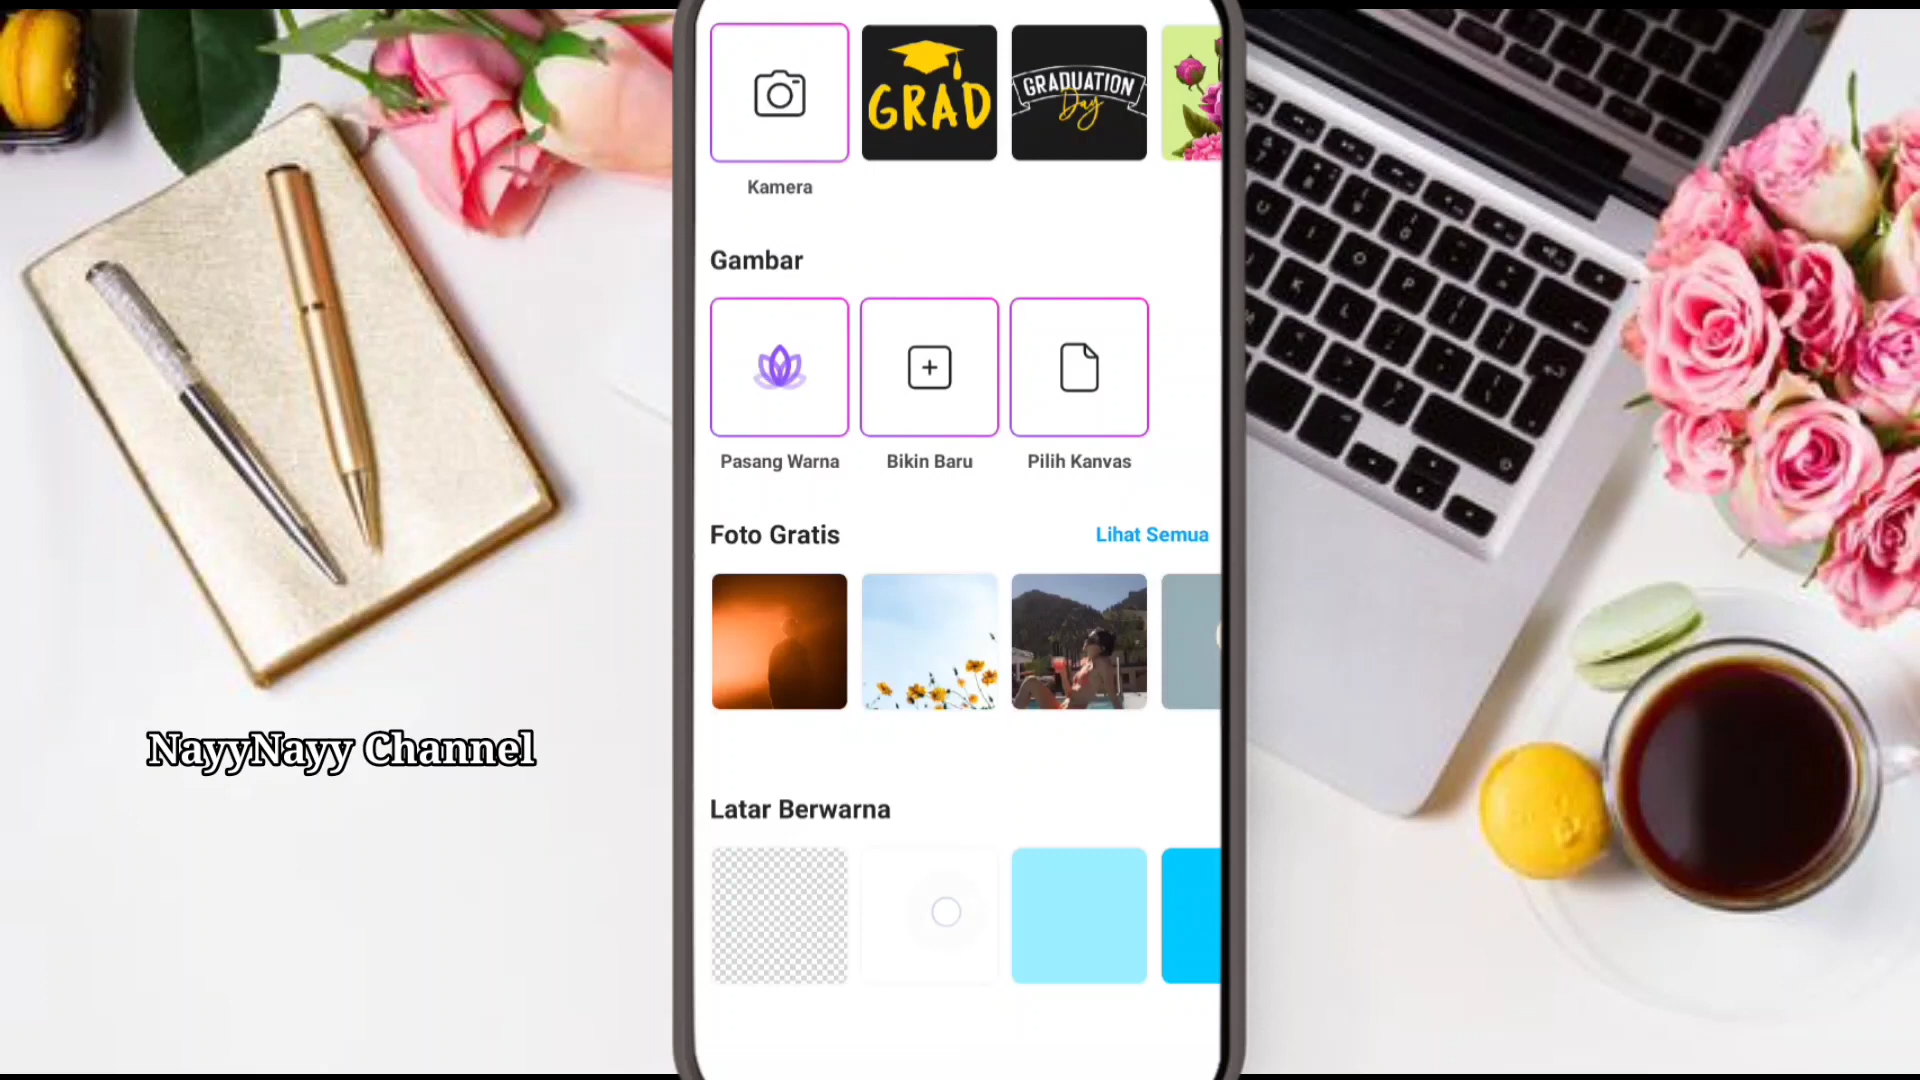 GRAD
GRADUATION
Day
Kamera
Gambar
Pasang Warna
Bikin Baru
Pilih Kanvas
Foto Gratis
Lihat Semua
NayyNayy Channel
Latar Berwarna